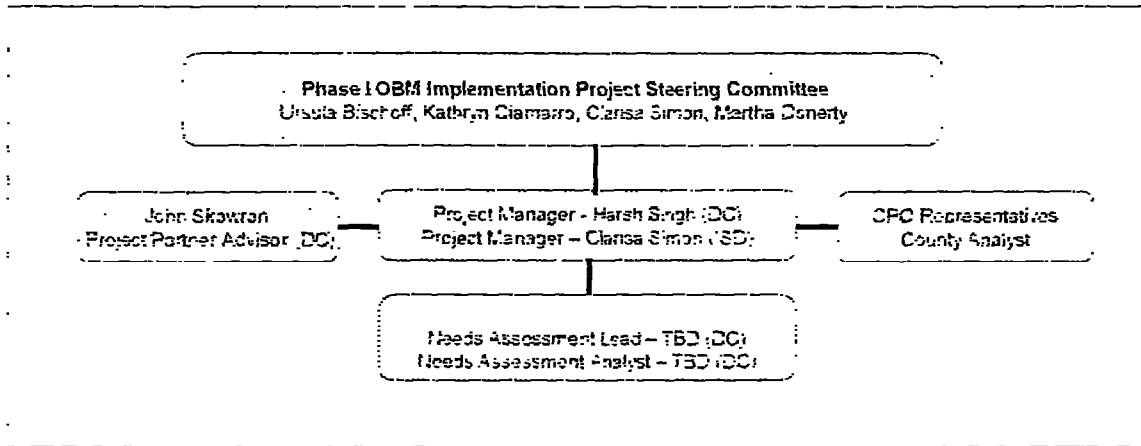 Phase I OBM Implementation Project Steering Committee
Ursula Bischoff, Kathryn Ciamarro, Clarisa Simon, Martha Doherty
John Skowron
Project Partner Advisor (DC)
Project Manager - Harsh Singh (DC)
Project Manager – Clarisa Simon (ISD)
CPC Representatives
County Analyst
Needs Assessment Lead – TBD (DC)
Needs Assessment Analyst – TBD (DC)